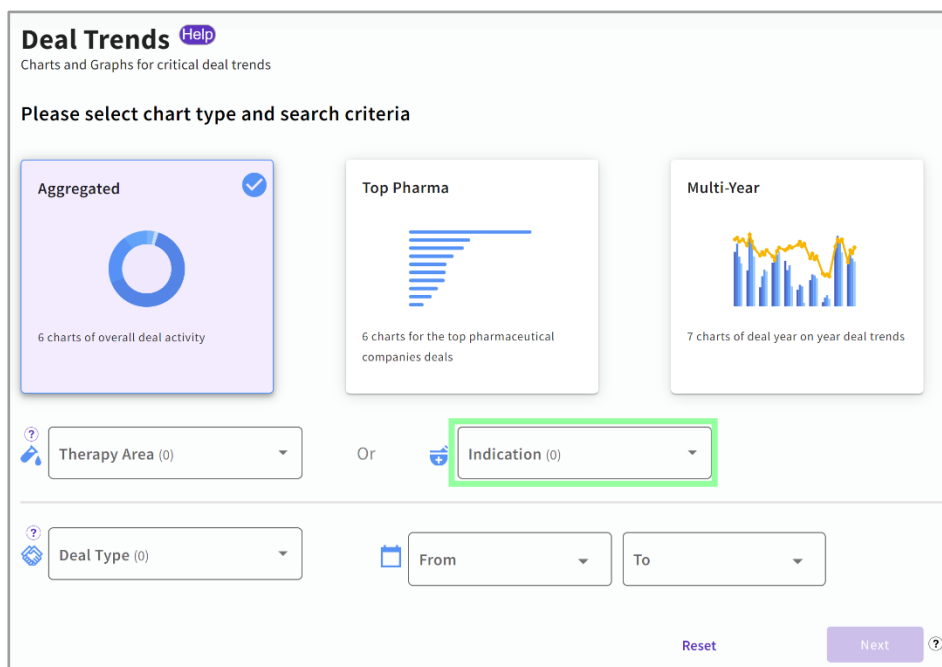 Deal Trends Help
Charts and Graphs for critical deal trends
Please select chart type and search criteria
Aggregated
6 charts of overall deal activity
Top Pharma
6 charts for the top pharmaceutical
companies deals
Multi-Year
7 charts of deal year on year deal trends
?
Therapy Area (0)
Or
Indication (0)
?
Deal Type (0)
From
To
Reset
Next
?